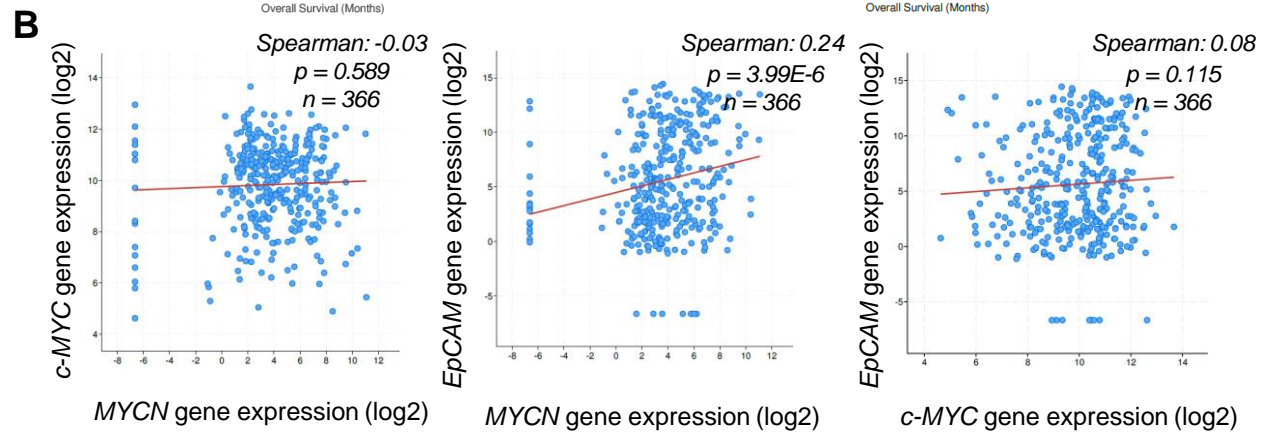 Overall Survival (Months)
Overall Survival (Months)
B
Spearman: -0.03
p = 0.589
n = 366
c-MYC gene expression (log2)
14
12
10
8
6
4
-8 -6 -4 -2 0 2 4 6 8 10 12
MYCN gene expression (log2)
Spearman: 0.24
p = 3.99E-6
n = 366
EpCAM gene expression (log2)
15
10
5
0
-5
-8 -6 -4 -2 0 2 4 6 8 10 12
MYCN gene expression (log2)
Spearman: 0.08
p = 0.115
n = 366
EpCAM gene expression (log2)
15
10
5
0
-5
4 6 8 10 12 14
c-MYC gene expression (log2)